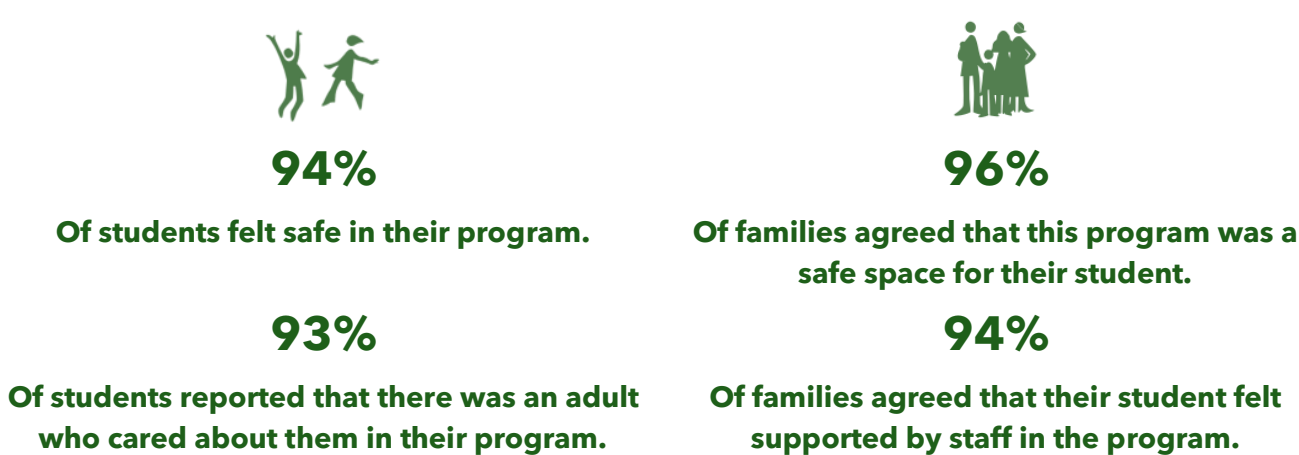 94%
Of students felt safe in their program.
96%
Of families agreed that this program was a
safe space for their student.
93%
Of students reported that there was an adult
who cared about them in their program.
94%
Of families agreed that their student felt
supported by staff in the program.